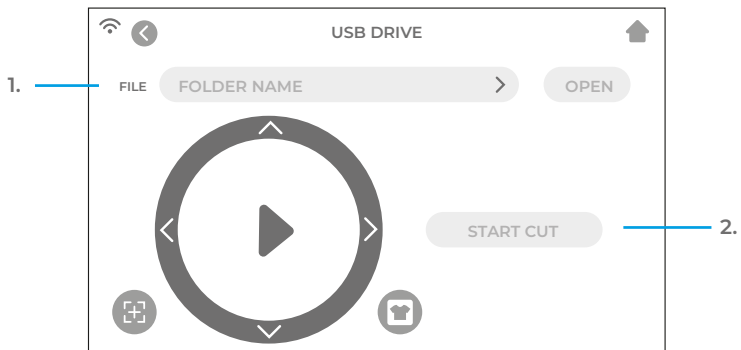 USB DRIVE
1.
FILE
FOLDER NAME
OPEN
START CUT
2.